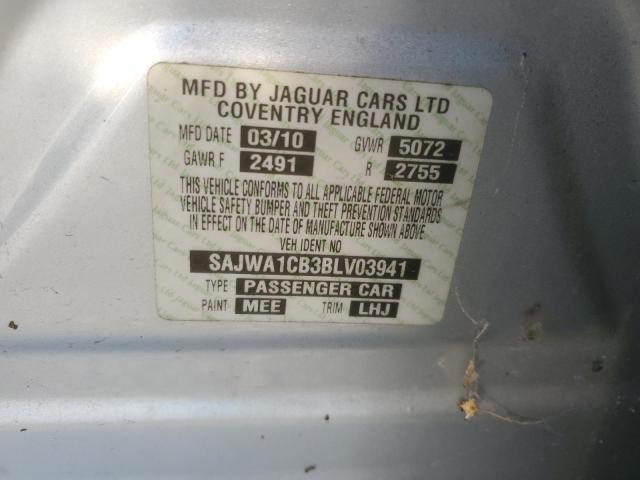 MFD BY JAGUAR CARS LTD
COVENTRY ENGLAND
MFD DATE 03/10 GVWR 5072
GAWR F 2491 R 2755
THIS VEHICLE CONFORMS TO ALL APPLICABLE FEDERAL MOTOR
VEHICLE SAFETY BUMPER AND THEFT PREVENTION STANDARDS
IN EFFECT ON THE DATE OF MANUFACTURE SHOWN ABOVE.
VEH IDENT NO
SAJWA1CB3BLV03941
TYPE PASSENGER CAR
PAINT MEE TRIM LHJ